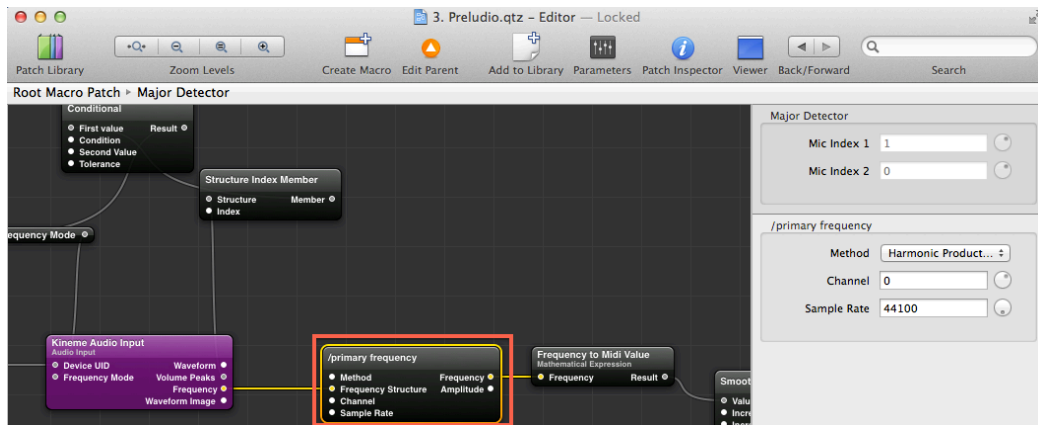 3. Preludio.qtz – Editor — Locked
Patch Library
Zoom Levels
Create Macro
Edit Parent
Add to Library
Parameters
Patch Inspector
Viewer
Back/Forward
Search
Root Macro Patch ▸ Major Detector
Conditional
First value Result
Condition
Second Value
Tolerance
Structure Index Member
Structure Member
Index
equency Mode
Kineme Audio Input
Audio Input
Device UID Waveform
Frequency Mode Volume Peaks
Frequency
Waveform Image
/primary frequency
Method Frequency
Frequency Structure Amplitude
Channel
Sample Rate
Frequency to Midi Value
Mathematical Expression
Frequency Result
Smoot
Valu
Incre
Major Detector
Mic Index 1 1
Mic Index 2 0
/primary frequency
Method Harmonic Product...
Channel 0
Sample Rate 44100